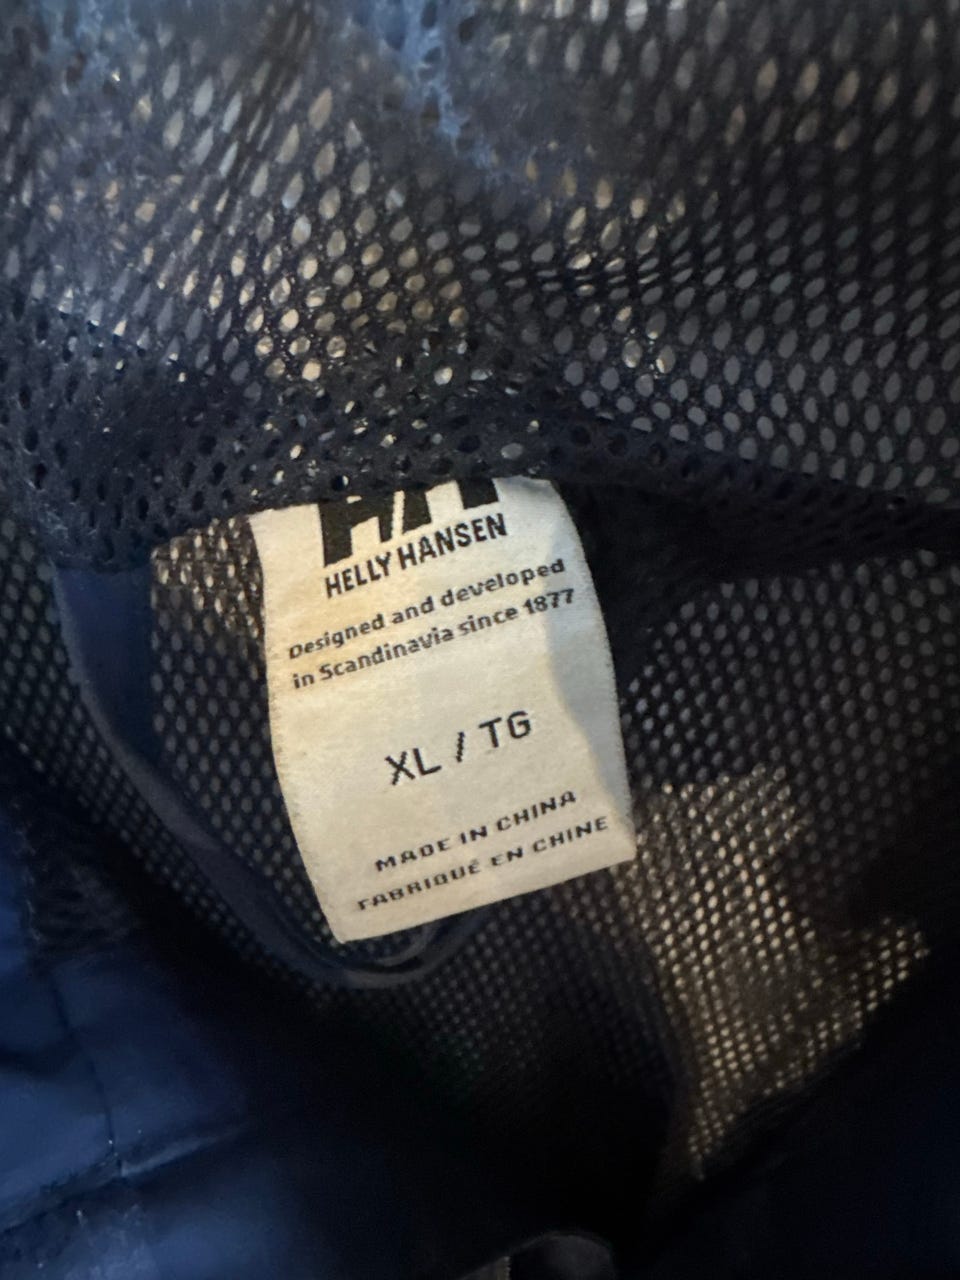 HH
HELLY HANSEN
Designed and developed
in Scandinavia since 1877
XL / TG
MADE IN CHINA
FABRIQUÉ EN CHINE